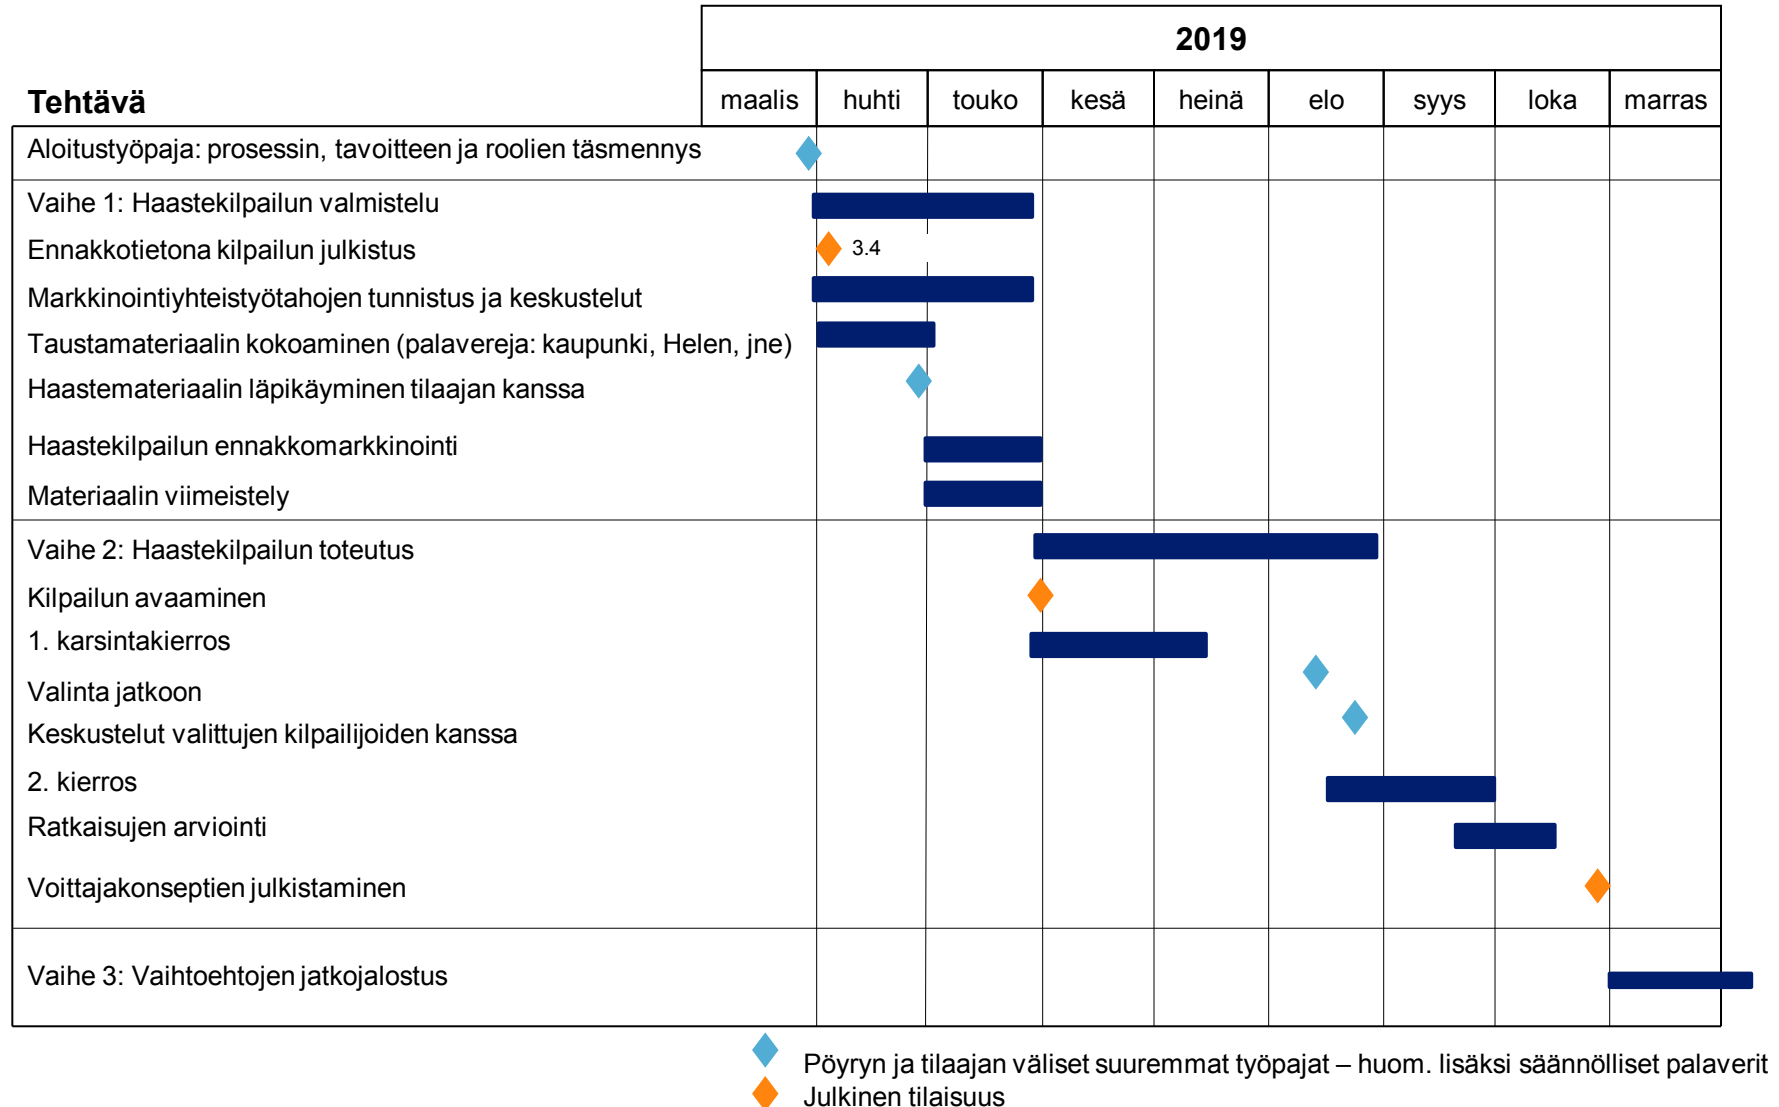 2019
Tehtävä
maalis huhti touko kesä heinä elo syys loka marras
Aloitustyöpaja: prosessin, tavoitteen ja roolien täsmennys
Vaihe 1: Haastekilpailun valmistelu
Ennakkotietona kilpailun julkistus 3.4
Markkinointiyhteistyötahojen tunnistus ja keskustelut
Taustamateriaalin kokoaminen (palavereja: kaupunki, Helen, jne)
Haastemateriaalin läpikäyminen tilaajan kanssa
Haastekilpailun ennakkomarkkinointi
Materiaalin viimeistely
Vaihe 2: Haastekilpailun toteutus
Kilpailun avaaminen
1. karsintakierros
Valinta jatkoon
Keskustelut valittujen kilpailijoiden kanssa
2. kierros
Ratkaisujen arviointi
Voittajakonseptien julkistaminen
Vaihe 3: Vaihtoehtojen jatkojalostus
Pöyryn ja tilaajan väliset suuremmat työpajat – huom. lisäksi säännölliset palaverit
Julkinen tilaisuus